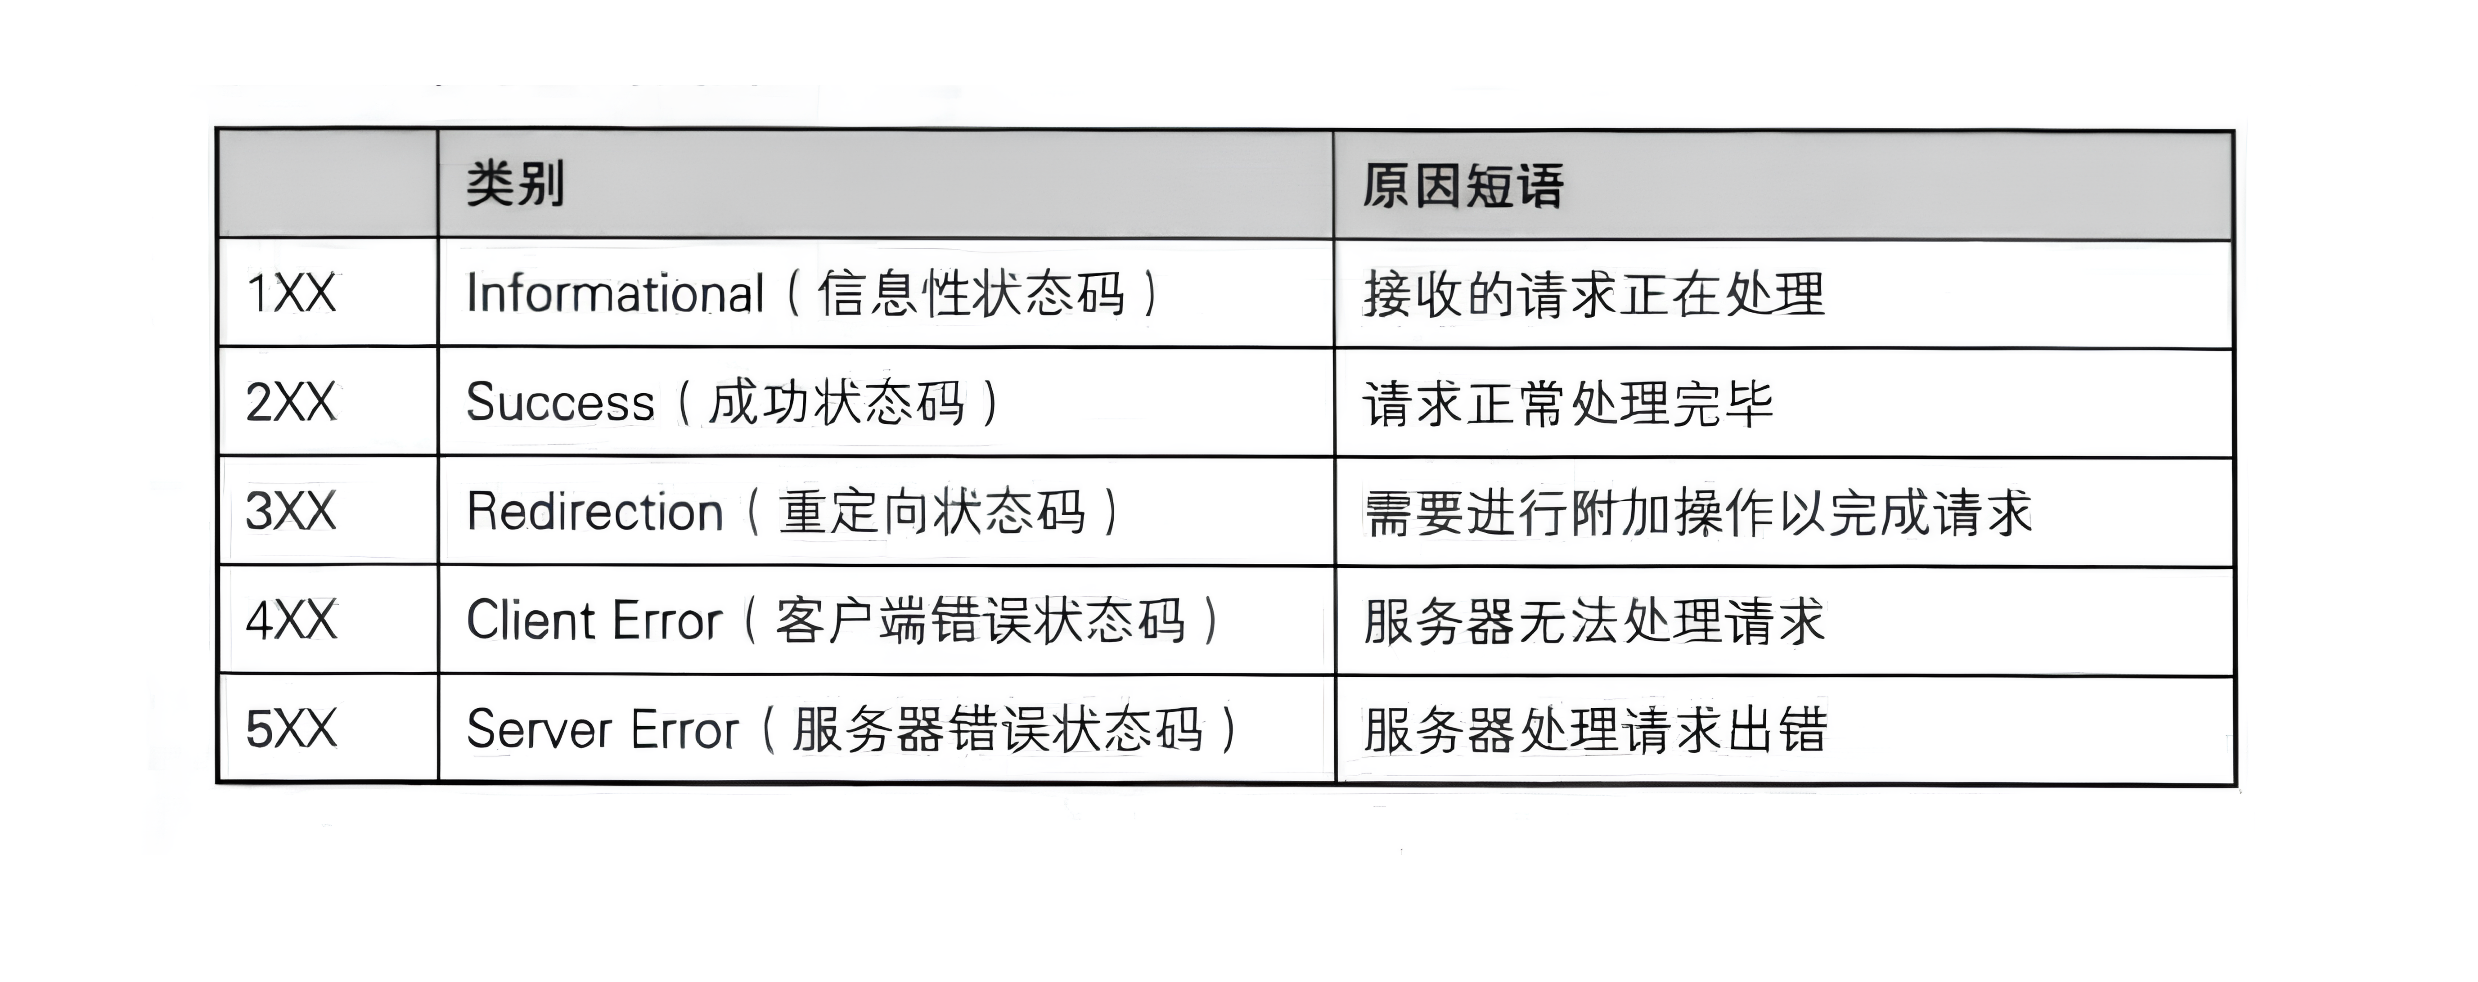 类别 原因短语
1XX Informational（信息性状态码） 接收的请求正在处理
2XX Success（成功状态码） 请求正常处理完毕
3XX Redirection（重定向状态码） 需要进行附加操作以完成请求
4XX Client Error（客户端错误状态码） 服务器无法处理请求
5XX Server Error（服务器错误状态码） 服务器处理请求出错